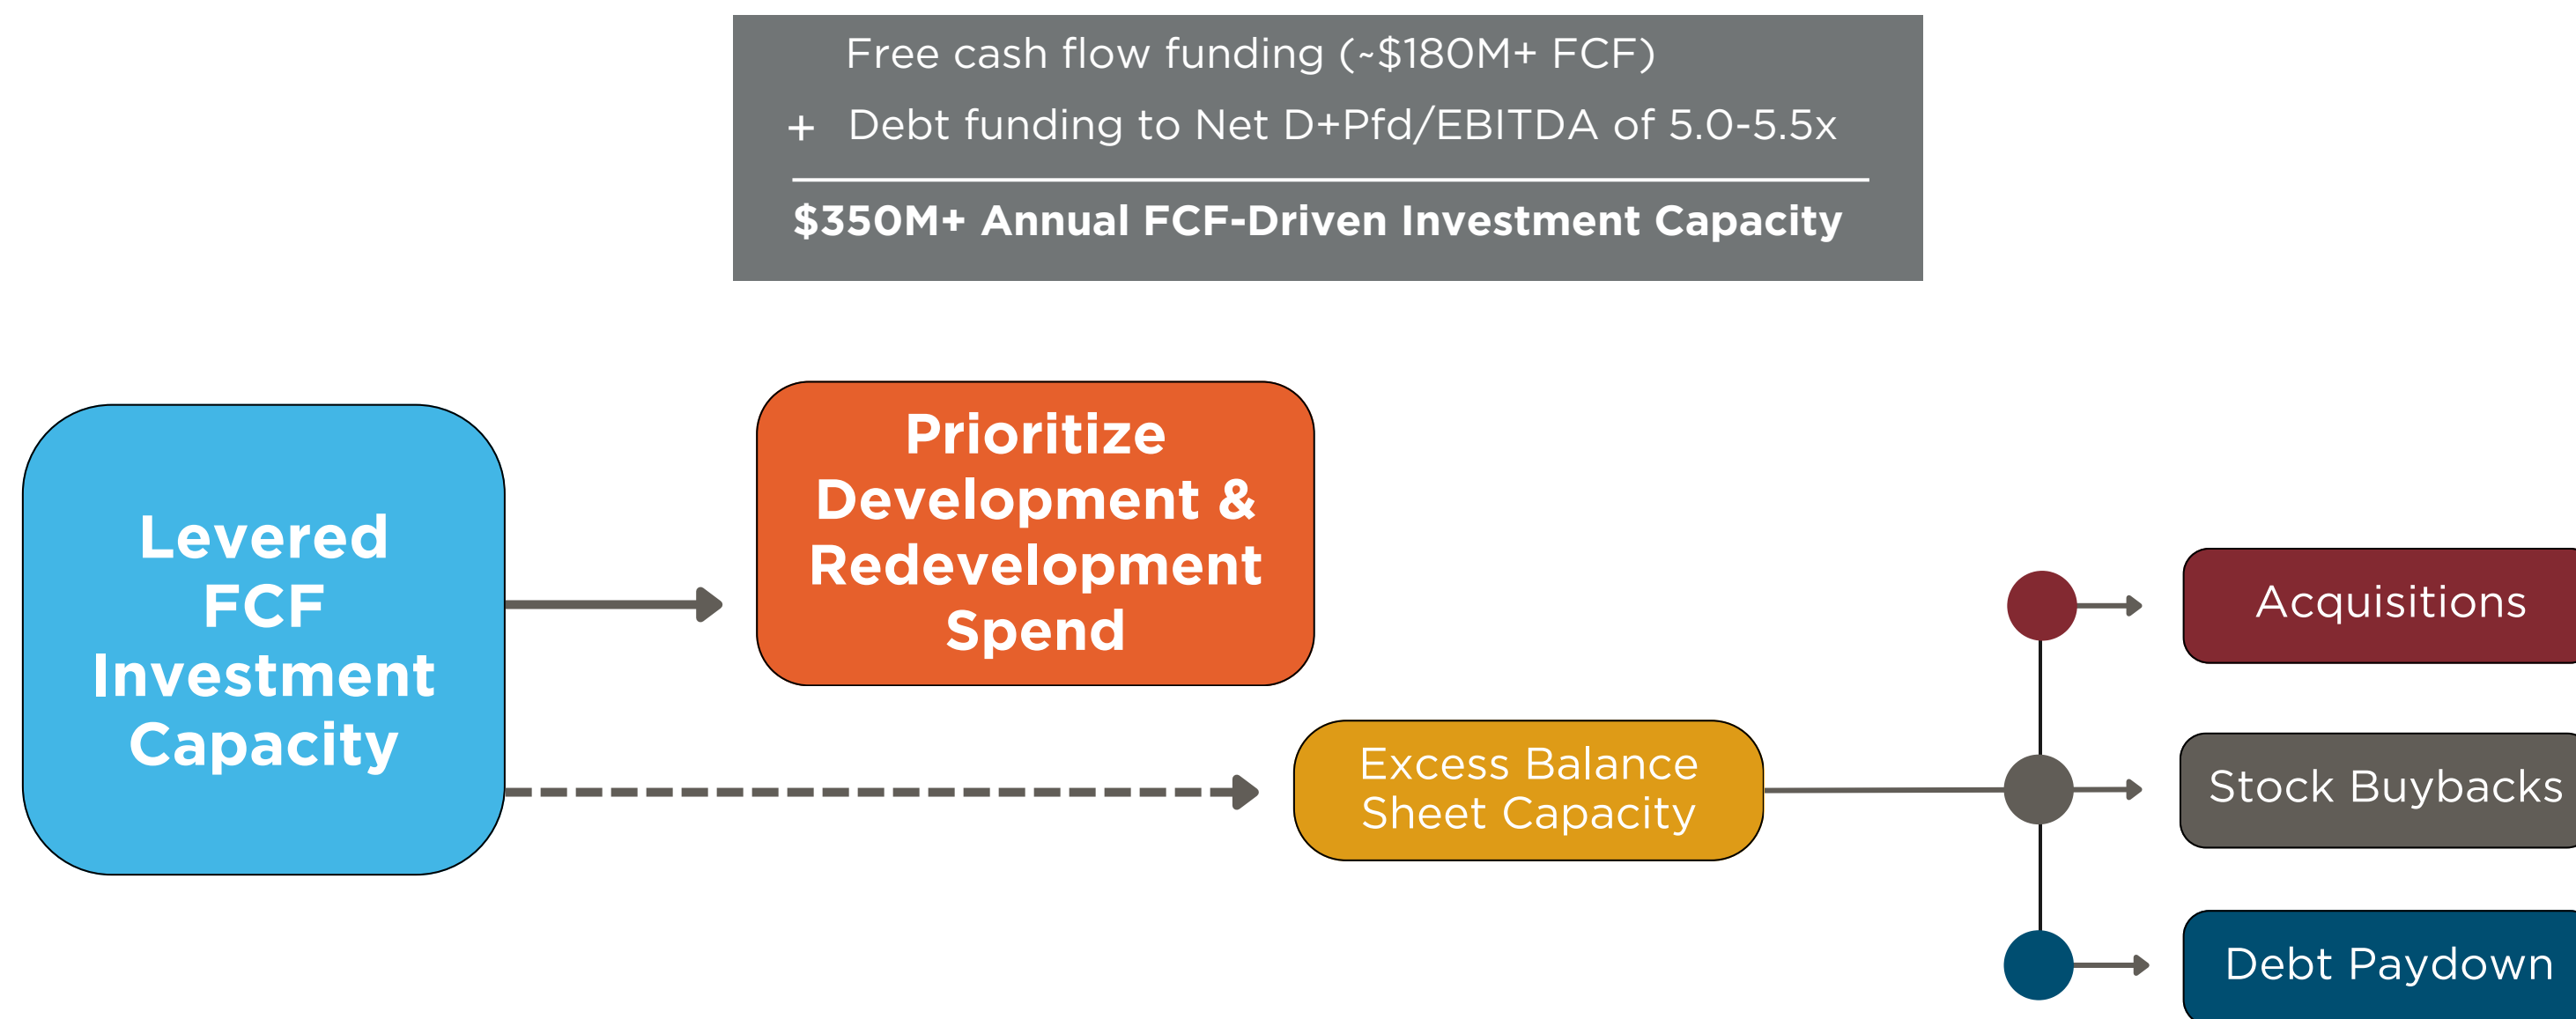 Free cash flow funding (~$180M+ FCF)
+ Debt funding to Net D+Pfd/EBITDA of 5.0-5.5x
$350M+ Annual FCF-Driven Investment Capacity
Levered
FCF
Investment
Capacity
Prioritize
Development &
Redevelopment
Spend
Excess Balance
Sheet Capacity
Acquisitions
Stock Buybacks
Debt Paydown